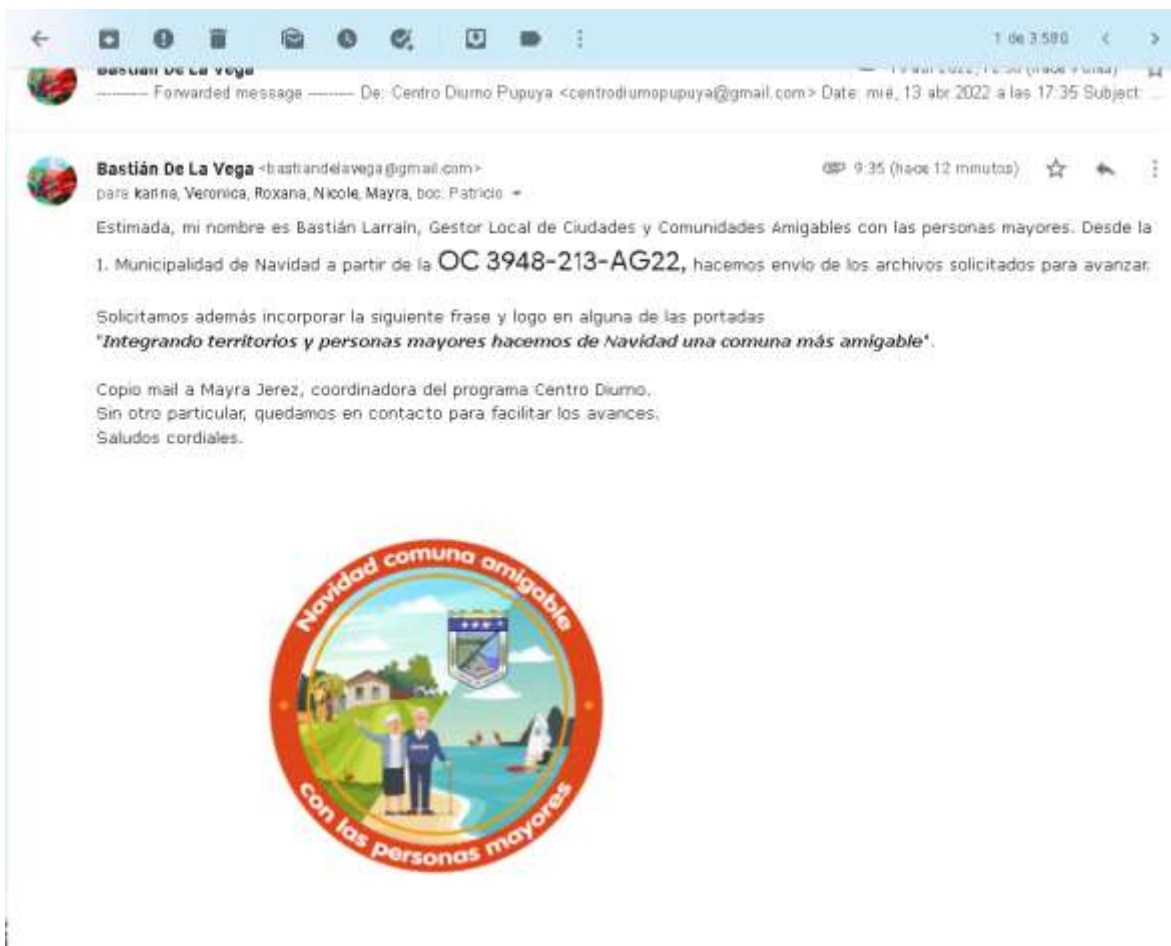 1 de 3.580
Bastián De La Vega
---------- Forwarded message --------- De: Centro Diurno Pupuya <centrodiurnopupuya@gmail.com> Date: mié, 13 abr 2022 a las 17:35 Subject: ...
Bastián De La Vega <bastiandelavega@gmail.com>
9:35 (hace 12 minutos)
para karina, Veronica, Roxana, Nicole, Mayra, bcc: Patricio
Estimada, mi nombre es Bastián Larraín, Gestor Local de Ciudades y Comunidades Amigables con las personas mayores. Desde la
I. Municipalidad de Navidad a partir de la OC 3948-213-AG22, hacemos envío de los archivos solicitados para avanzar.
Solicitamos además incorporar la siguiente frase y logo en alguna de las portadas
"Integrando territorios y personas mayores hacemos de Navidad una comuna más amigable".
Copio mail a Mayra Jerez, coordinadora del programa Centro Diurno.
Sin otro particular, quedamos en contacto para facilitar los avances.
Saludos cordiales.
Navidad comuna amigable
con las personas mayores